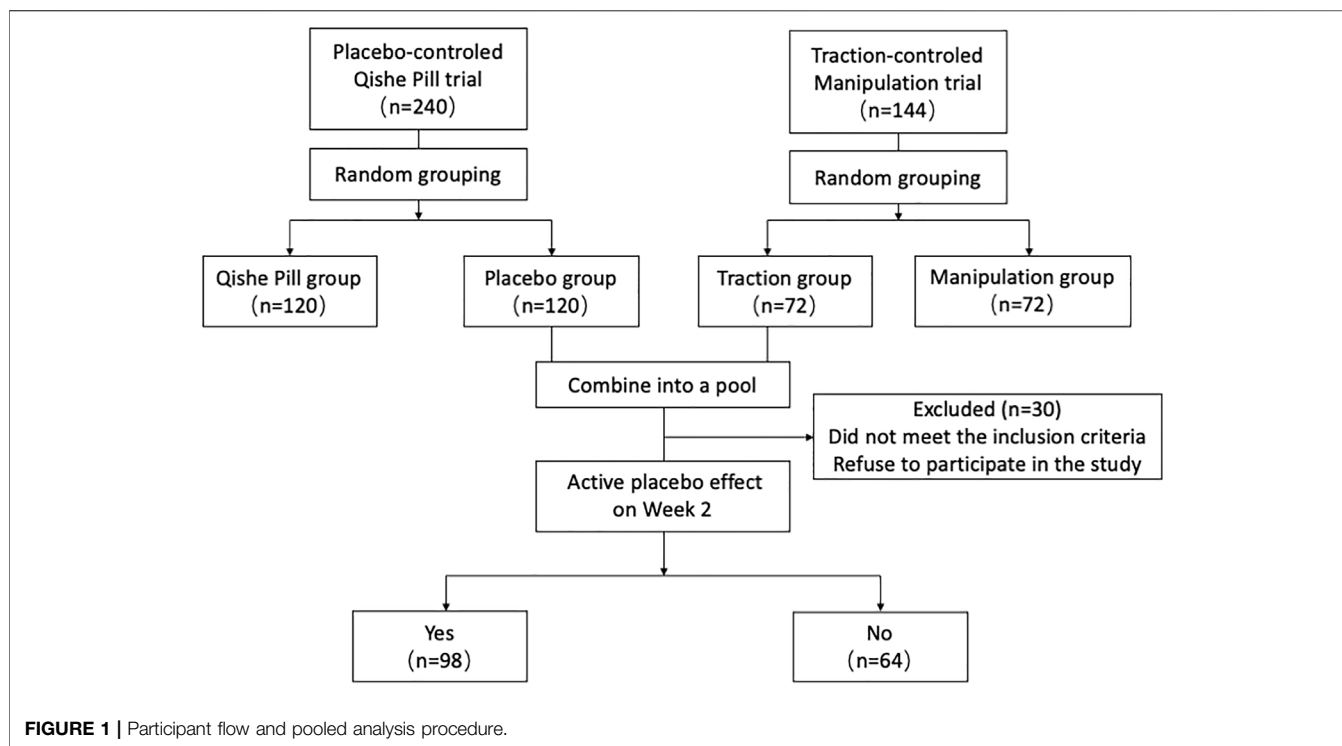 Placebo-controled
Qishe Pill trial
（n=240）
Traction-controled
Manipulation trial
（n=144）
Random grouping
Random grouping
Qishe Pill group
（n=120）
Placebo group
（n=120）
Traction group
（n=72）
Manipulation group
（n=72）
Combine into a pool
Excluded (n=30)
Did not meet the inclusion criteria
Refuse to participate in the study
Active placebo effect
on Week 2
Yes
（n=98）
No
（n=64）
FIGURE 1 | Participant flow and pooled analysis procedure.